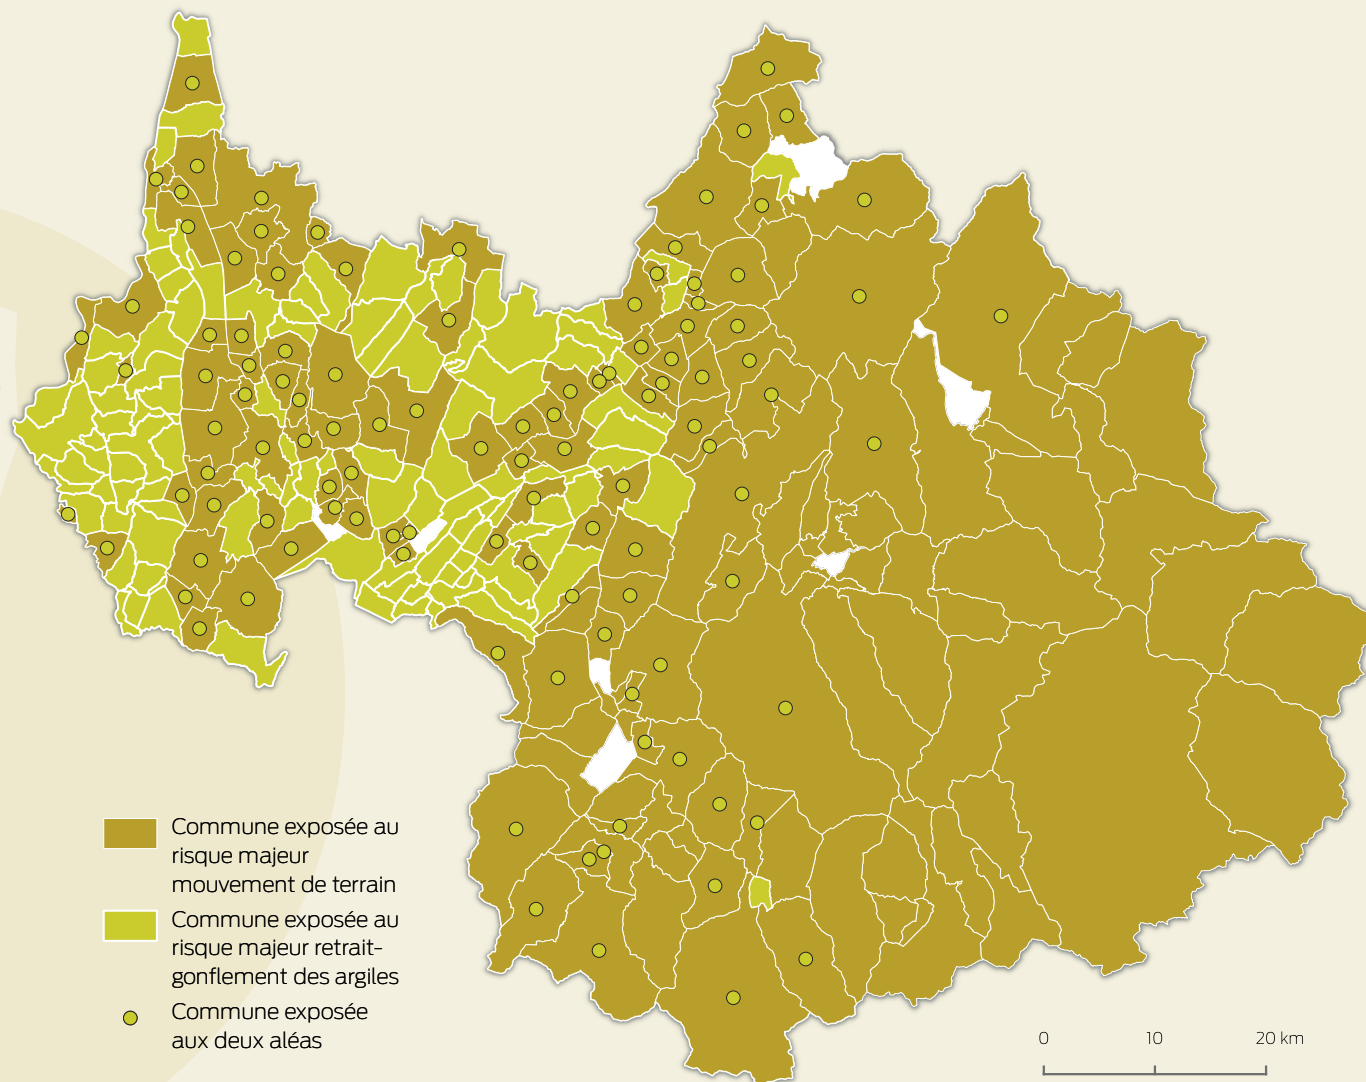 Commune exposée au
risque majeur
mouvement de terrain
Commune exposée au
risque majeur retrait-
gonflement des argiles
Commune exposée
aux deux aléas
0 10 20 km